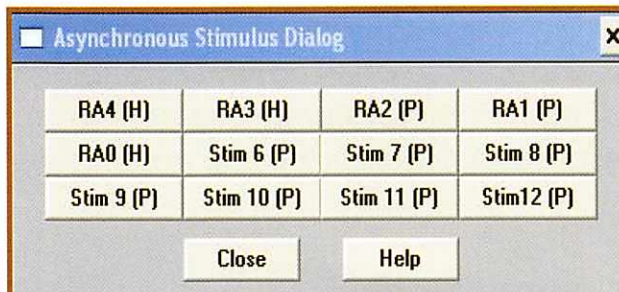 Asynchronous Stimulus Dialog
RA4 (H) RA3 (H) RA2 (P) RA1 (P)
RA0 (H) Stim 6 (P) Stim 7 (P) Stim 8 (P)
Stim 9 (P) Stim 10 (P) Stim 11 (P) Stim12 (P)
Close Help